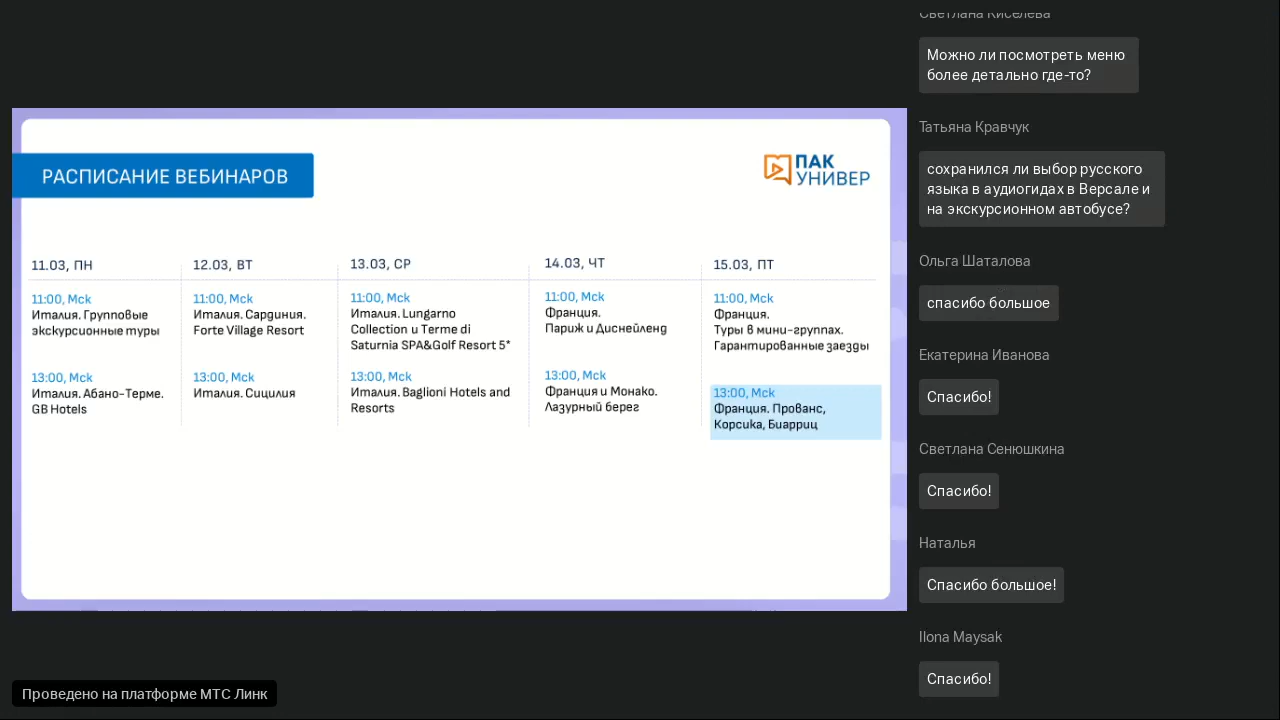 РАСПИСАНИЕ ВЕБИНАРОВ
ПАК
УНИВЕР
11.03, ПН
11:00, Мск
Италия. Групповые
экскурсионные туры
13:00, Мск
Италия. Абано-Терме.
GB Hotels
12.03, ВТ
11:00, Мск
Италия. Сардиния.
Forte Village Resort
13:00, Мск
Италия. Сицилия
13.03, СР
11:00, Мск
Италия. Lungarno
Collection и Terme di
Saturnia SPA&Golf Resort 5*
13:00, Мск
Италия. Baglioni Hotels and
Resorts
14.03, ЧТ
11:00, Мск
Франция.
Париж и Диснейленд
13:00, Мск
Франция и Монако.
Лазурный берег
15.03, ПТ
11:00, Мск
Франция.
Туры в мини-группах.
Гарантированные заезды
13:00, Мск
Франция. Прованс,
Корсика, Биарриц
Проведено на платформе МТС Линк
Светлана Киселева
Можно ли посмотреть меню
более детально где-то?
Татьяна Кравчук
сохранился ли выбор русского
языка в аудиогидах в Версале и
на экскурсионном автобусе?
Ольга Шаталова
спасибо большое
Екатерина Иванова
Спасибо!
Светлана Сенюшкина
Спасибо!
Наталья
Спасибо большое!
Ilona Maysak
Спасибо!